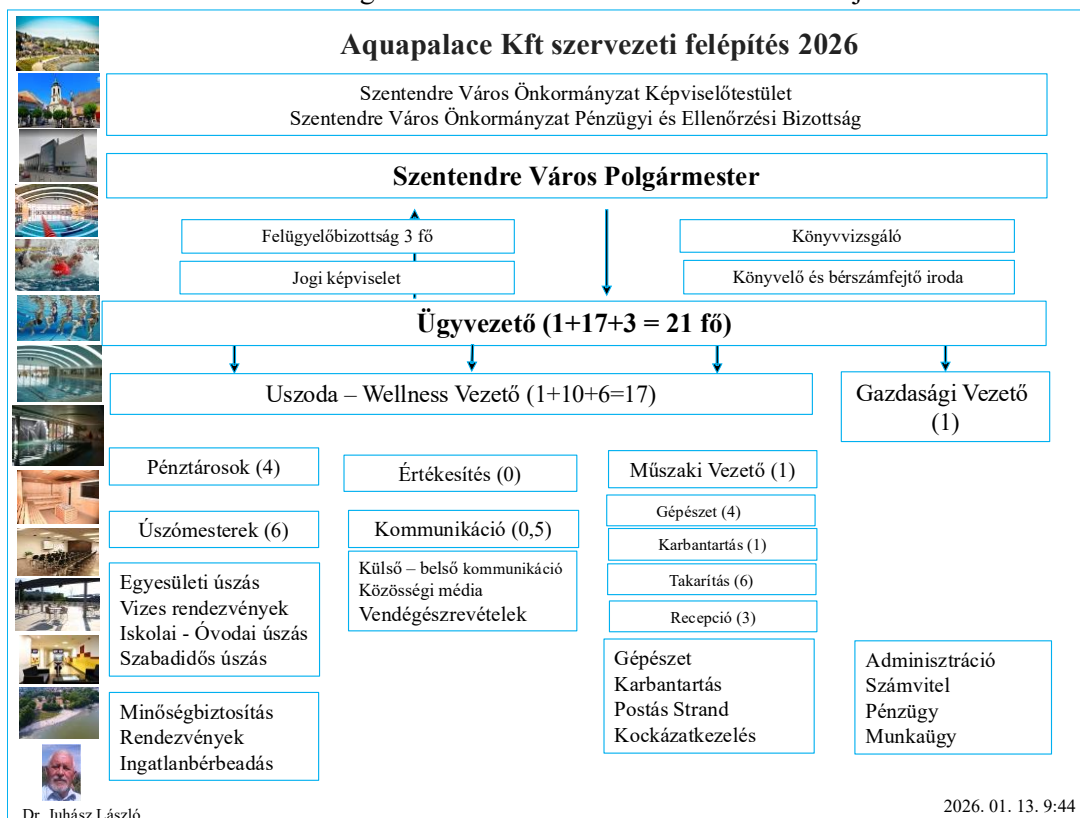 Aquapalace Kft szervezeti felépítés 2026
Szentendre Város Önkormányzat Képviselőtestület
Szentendre Város Önkormányzat Pénzügyi és Ellenőrzési Bizottság
Szentendre Város Polgármester
Felügyelőbizottság 3 fő
Könyvvizsgáló
Jogi képviselet
Könyvelő és bérszámfejtő iroda
Ügyvezető (1+17+3 = 21 fő)
Uszoda – Wellness Vezető (1+10+6=17)
Gazdasági Vezető
(1)
Pénztárosok (4)
Úszómesterek (6)
Egyesületi úszás
Vizes rendezvények
Iskolai - Óvodai úszás
Szabadidős úszás
Minőségbiztosítás
Rendezvények
Ingatlanbérbeadás
Értékesítés (0)
Kommunikáció (0,5)
Külső – belső kommunikáció
Közösségi média
Vendégészrevételek
Műszaki Vezető (1)
Gépészet (4)
Karbantartás (1)
Takarítás (6)
Recepció (3)
Gépészet
Karbantartás
Postás Strand
Kockázatkezelés
Adminisztráció
Számvitel
Pénzügy
Munkaügy
Dr. Juhász László
2026. 01. 13. 9:44